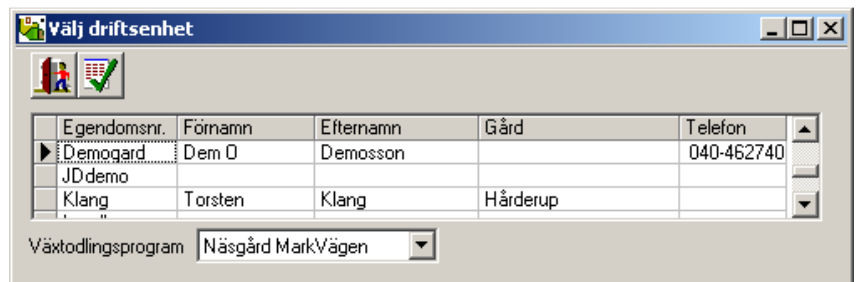 Välj driftsenhet
Egendomsnr. Förnamn Efternamn Gård Telefon
Demogard Dem O Demosson 040-462740
JDdemo
Klang Torsten Klang Hårderup
Växtodlingsprogram Näsgård MarkVägen